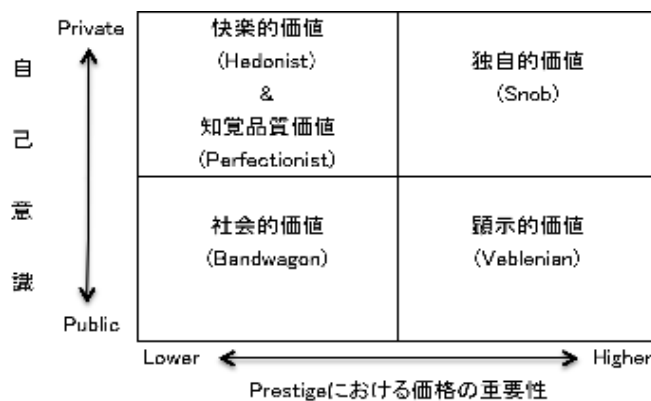 Private
自己意識
Public
快楽的価値
(Hedonist)
&
知覚品質価値
(Perfectionist)
独自的価値
(Snob)
社会的価値
(Bandwagon)
顕示的価値
(Veblenian)
Lower
Higher
Prestigeにおける価格の重要性